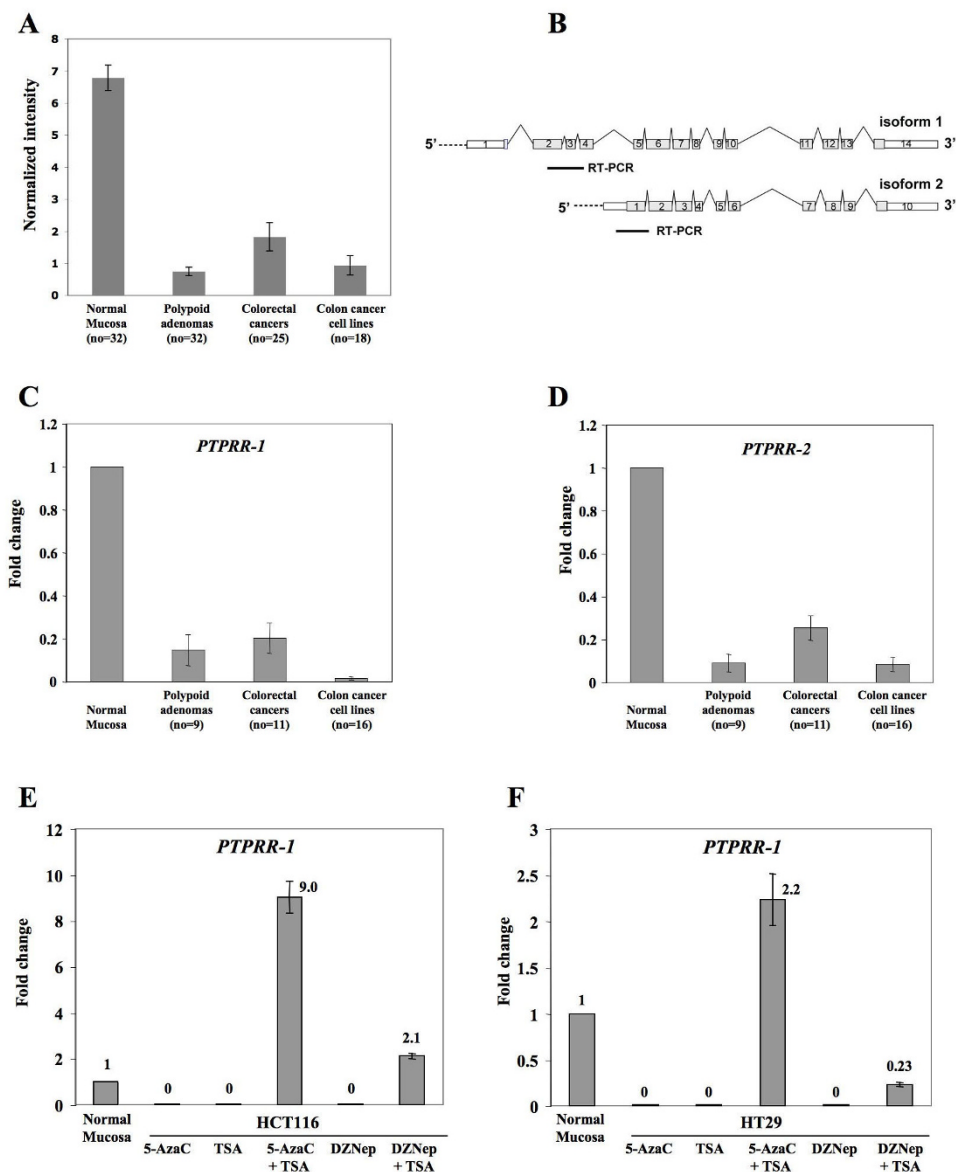 A
Normalized intensity
8
7
6
5
4
3
2
1
0
Normal Mucosa (no=32)
Polypoid adenomas (no=32)
Colorectal cancers (no=25)
Colon cancer cell lines (no=18)
B
isoform 1
5' 1 2 3 4 5 6 7 8 9 10 11 12 13 14 3'
RT-PCR
isoform 2
5' 1 2 3 4 5 6 7 8 9 10 3'
RT-PCR
C
PTPRR-1
Fold change
1.2
1
0.8
0.6
0.4
0.2
0
Normal Mucosa
Polypoid adenomas (no=9)
Colorectal cancers (no=11)
Colon cancer cell lines (no=16)
D
PTPRR-2
Fold change
1.2
1
0.8
0.6
0.4
0.2
0
Normal Mucosa
Polypoid adenomas (no=9)
Colorectal cancers (no=11)
Colon cancer cell lines (no=16)
E
PTPRR-1
Fold change
12
10
8
6
4
2
0
1 0 0 9.0 0 2.1
Normal Mucosa
HCT116
5-AzaC
TSA
5-AzaC + TSA
DZNep
DZNep + TSA
F
PTPRR-1
Fold change
3
2.5
2
1.5
1
0.5
0
1 0 0 2.2 0 0.23
Normal Mucosa
HT29
5-AzaC
TSA
5-AzaC + TSA
DZNep
DZNep + TSA